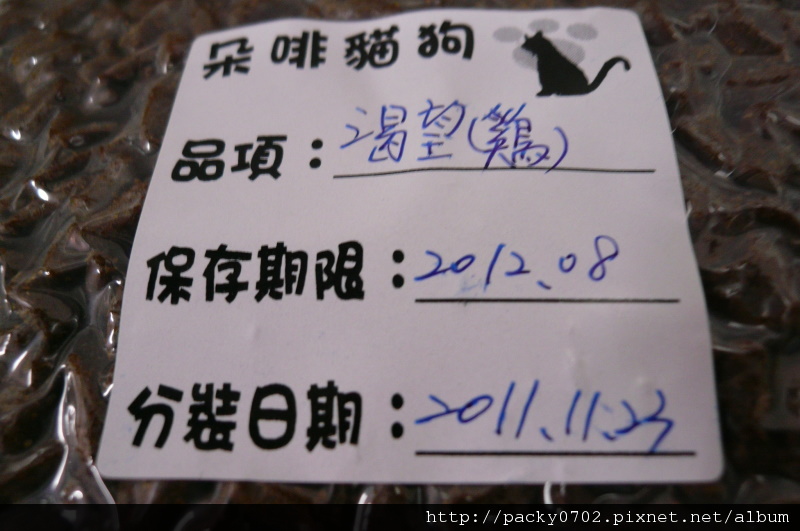 朵啡貓狗
品項：渴望(鷄)
保存期限：2012.08
分裝日期：2011.11.23
http://packy0702.pixnet.net/album